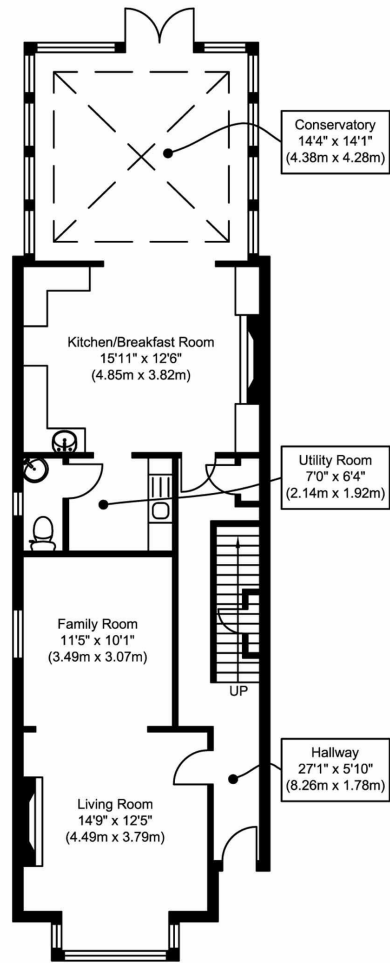 Conservatory
14'4" x 14'1"
(4.38m x 4.28m)
Kitchen/Breakfast Room
15'11" x 12'6"
(4.85m x 3.82m)
Utility Room
7'0" x 6'4"
(2.14m x 1.92m)
Family Room
11'5" x 10'1"
(3.49m x 3.07m)
UP
Hallway
27'1" x 5'10"
(8.26m x 1.78m)
Living Room
14'9" x 12'5"
(4.49m x 3.79m)